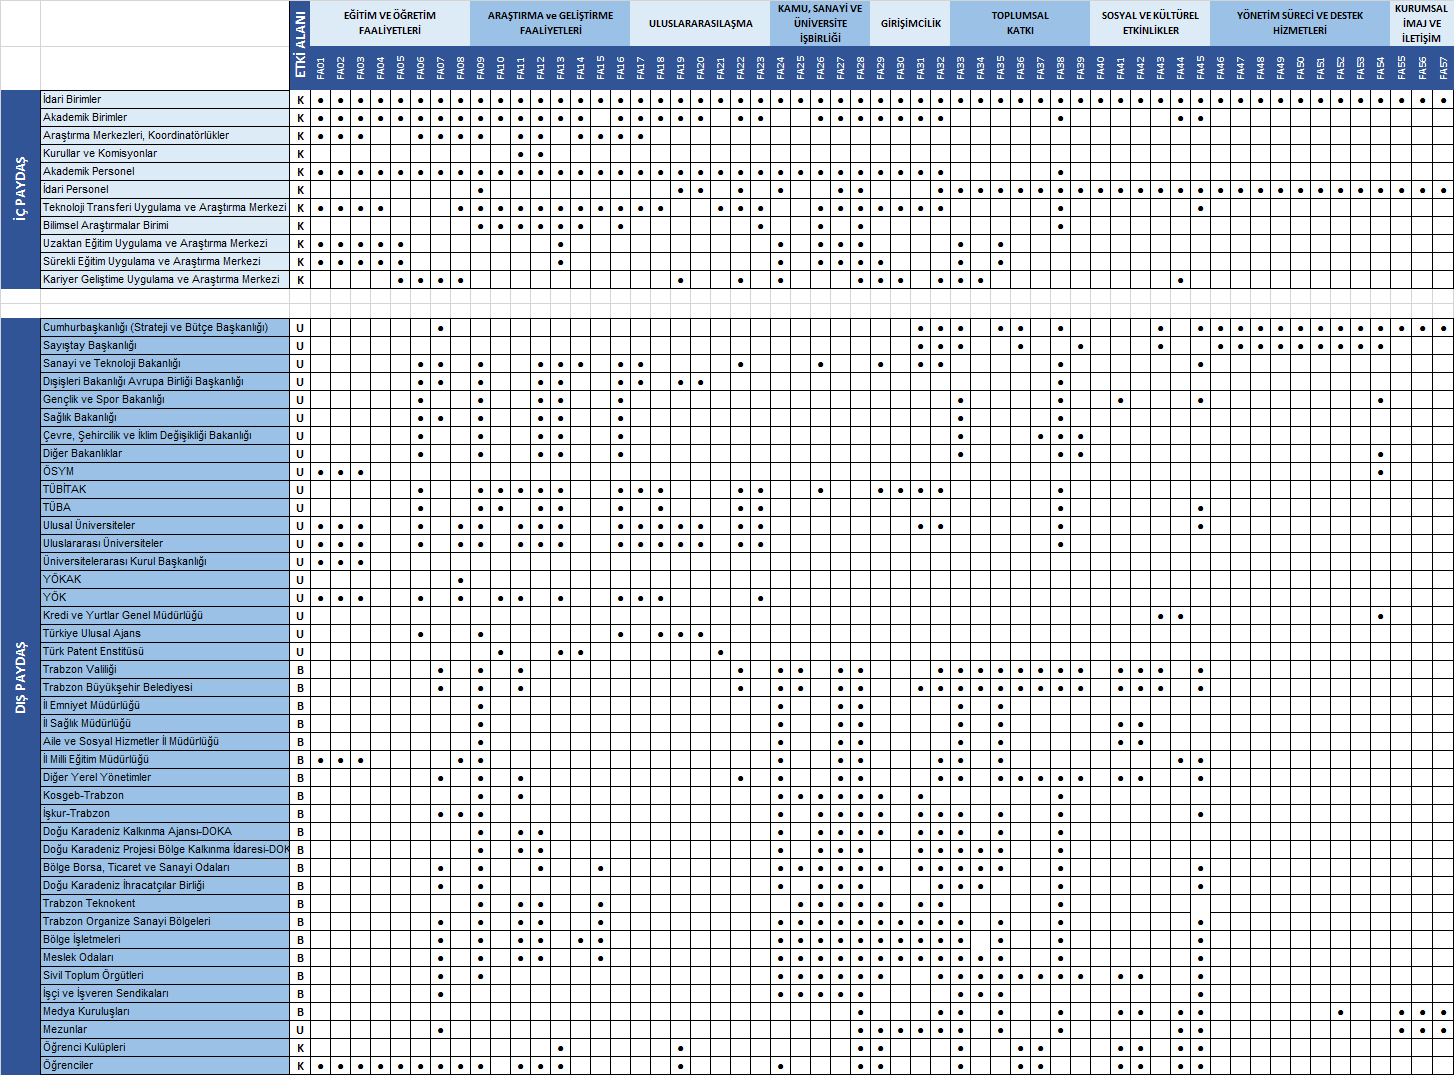 ETKİ ALANI
EĞİTİM VE ÖĞRETİM
FAALİYETLERİ
ARAŞTIRMA ve GELİŞTİRME
FAALİYETLERİ
ULUSLARARASILAŞMA
KAMU, SANAYİ VE
ÜNİVERSİTE
İŞBİRLİĞİ
GİRİŞİMCİLİK
TOPLUMSAL
KATKI
SOSYAL VE KÜLTÜREL
ETKİNLİKLER
YÖNETİM SÜRECİ VE DESTEK
HİZMETLERİ
KURUMSAL
İMAJ VE
İLETİŞİM
FA01 FA02 FA03 FA04 FA05 FA06 FA07 FA08 FA09 FA10 FA11 FA12 FA13 FA14 FA15 FA16 FA17 FA18 FA19 FA20 FA21 FA22 FA23 FA24 FA25 FA26 FA27 FA28 FA29 FA30 FA31 FA32 FA33 FA34 FA35 FA36 FA37 FA38 FA39 FA40 FA41 FA42 FA43 FA44 FA45 FA46 FA47 FA48 FA49 FA50 FA51 FA52 FA53 FA54 FA55 FA56 FA57
İÇ PAYDAŞ
İdari Birimler K
Akademik Birimler K
Araştırma Merkezleri, Koordinatörlükler K
Kurullar ve Komisyonlar K
Akademik Personel K
İdari Personel K
Teknoloji Transferi Uygulama ve Araştırma Merkezi K
Bilimsel Araştırmalar Birimi K
Uzaktan Eğitim Uygulama ve Araştırma Merkezi K
Sürekli Eğitim Uygulama ve Araştırma Merkezi K
Kariyer Geliştime Uygulama ve Araştırma Merkezi K
DIŞ PAYDAŞ
Cumhurbaşkanlığı (Strateji ve Bütçe Başkanlığı) U
Sayıştay Başkanlığı U
Sanayi ve Teknoloji Bakanlığı U
Dışişleri Bakanlığı Avrupa Birliği Başkanlığı U
Gençlik ve Spor Bakanlığı U
Sağlık Bakanlığı U
Çevre, Şehircilik ve İklim Değişikliği Bakanlığı U
Diğer Bakanlıklar U
ÖSYM U
TÜBİTAK U
TÜBA U
Ulusal Üniversiteler U
Uluslararası Üniversiteler U
Üniversitelerarası Kurul Başkanlığı U
YÖKAK U
YÖK U
Kredi ve Yurtlar Genel Müdürlüğü U
Türkiye Ulusal Ajans U
Türk Patent Enstitüsü U
Trabzon Valiliği B
Trabzon Büyükşehir Belediyesi B
İl Emniyet Müdürlüğü B
İl Sağlık Müdürlüğü B
Aile ve Sosyal Hizmetler İl Müdürlüğü B
İl Milli Eğitim Müdürlüğü B
Diğer Yerel Yönetimler B
Kosgeb-Trabzon B
İşkur-Trabzon B
Doğu Karadeniz Kalkınma Ajansı-DOKA B
Doğu Karadeniz Projesi Bölge Kalkınma İdaresi-DOK B
Bölge Borsa, Ticaret ve Sanayi Odaları B
Doğu Karadeniz İhracatçılar Birliği B
Trabzon Teknokent B
Trabzon Organize Sanayi Bölgeleri B
Bölge İşletmeleri B
Meslek Odaları B
Sivil Toplum Örgütleri B
İşçi ve İşveren Sendikaları B
Medya Kuruluşları B
Mezunlar U
Öğrenci Kulüpleri K
Öğrenciler K